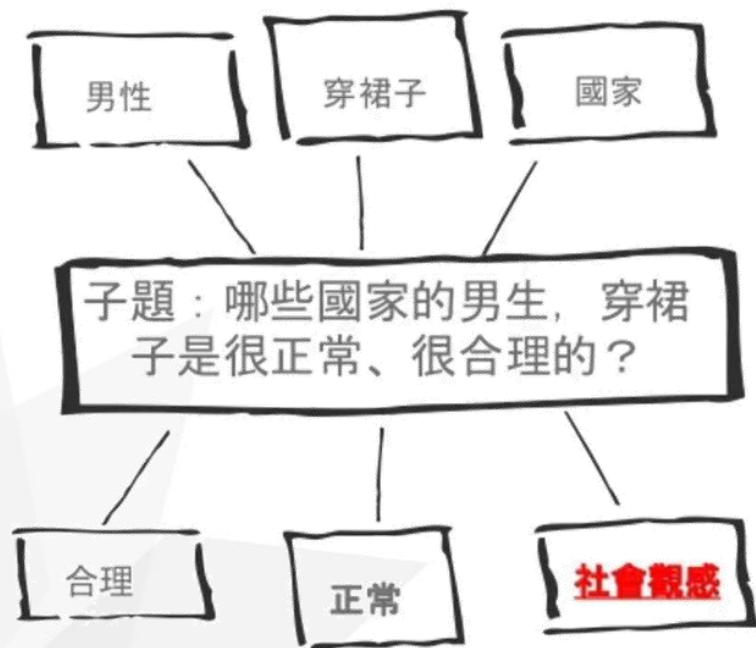 男性
穿裙子
國家
子題：哪些國家的男生，穿裙
子是很正常、很合理的？
合理
正常
社會觀感